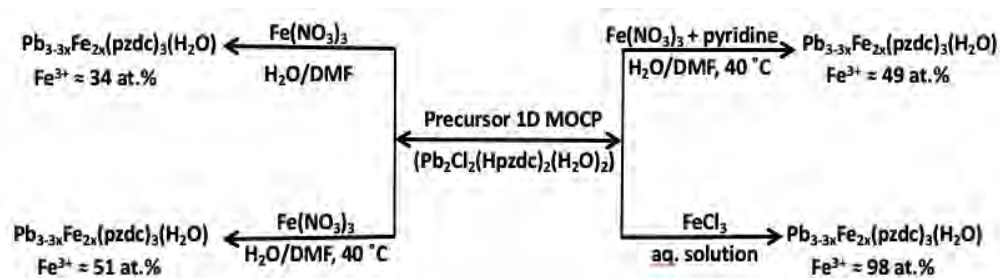 Pb3-3xFe2x(pzdc)3(H2O)
Fe3+ ≈ 34 at.%
Fe(NO3)3
H2O/DMF
Fe(NO3)3 + pyridine
H2O/DMF, 40 ˚C
Pb3-3xFe2x(pzdc)3(H2O)
Fe3+ ≈ 49 at.%
Precursor 1D MOCP
(Pb2Cl2(Hpzdc)2(H2O)2)
Pb3-3xFe2x(pzdc)3(H2O)
Fe3+ ≈ 51 at.%
Fe(NO3)3
H2O/DMF, 40 ˚C
FeCl3
aq. solution
Pb3-3xFe2x(pzdc)3(H2O)
Fe3+ ≈ 98 at.%